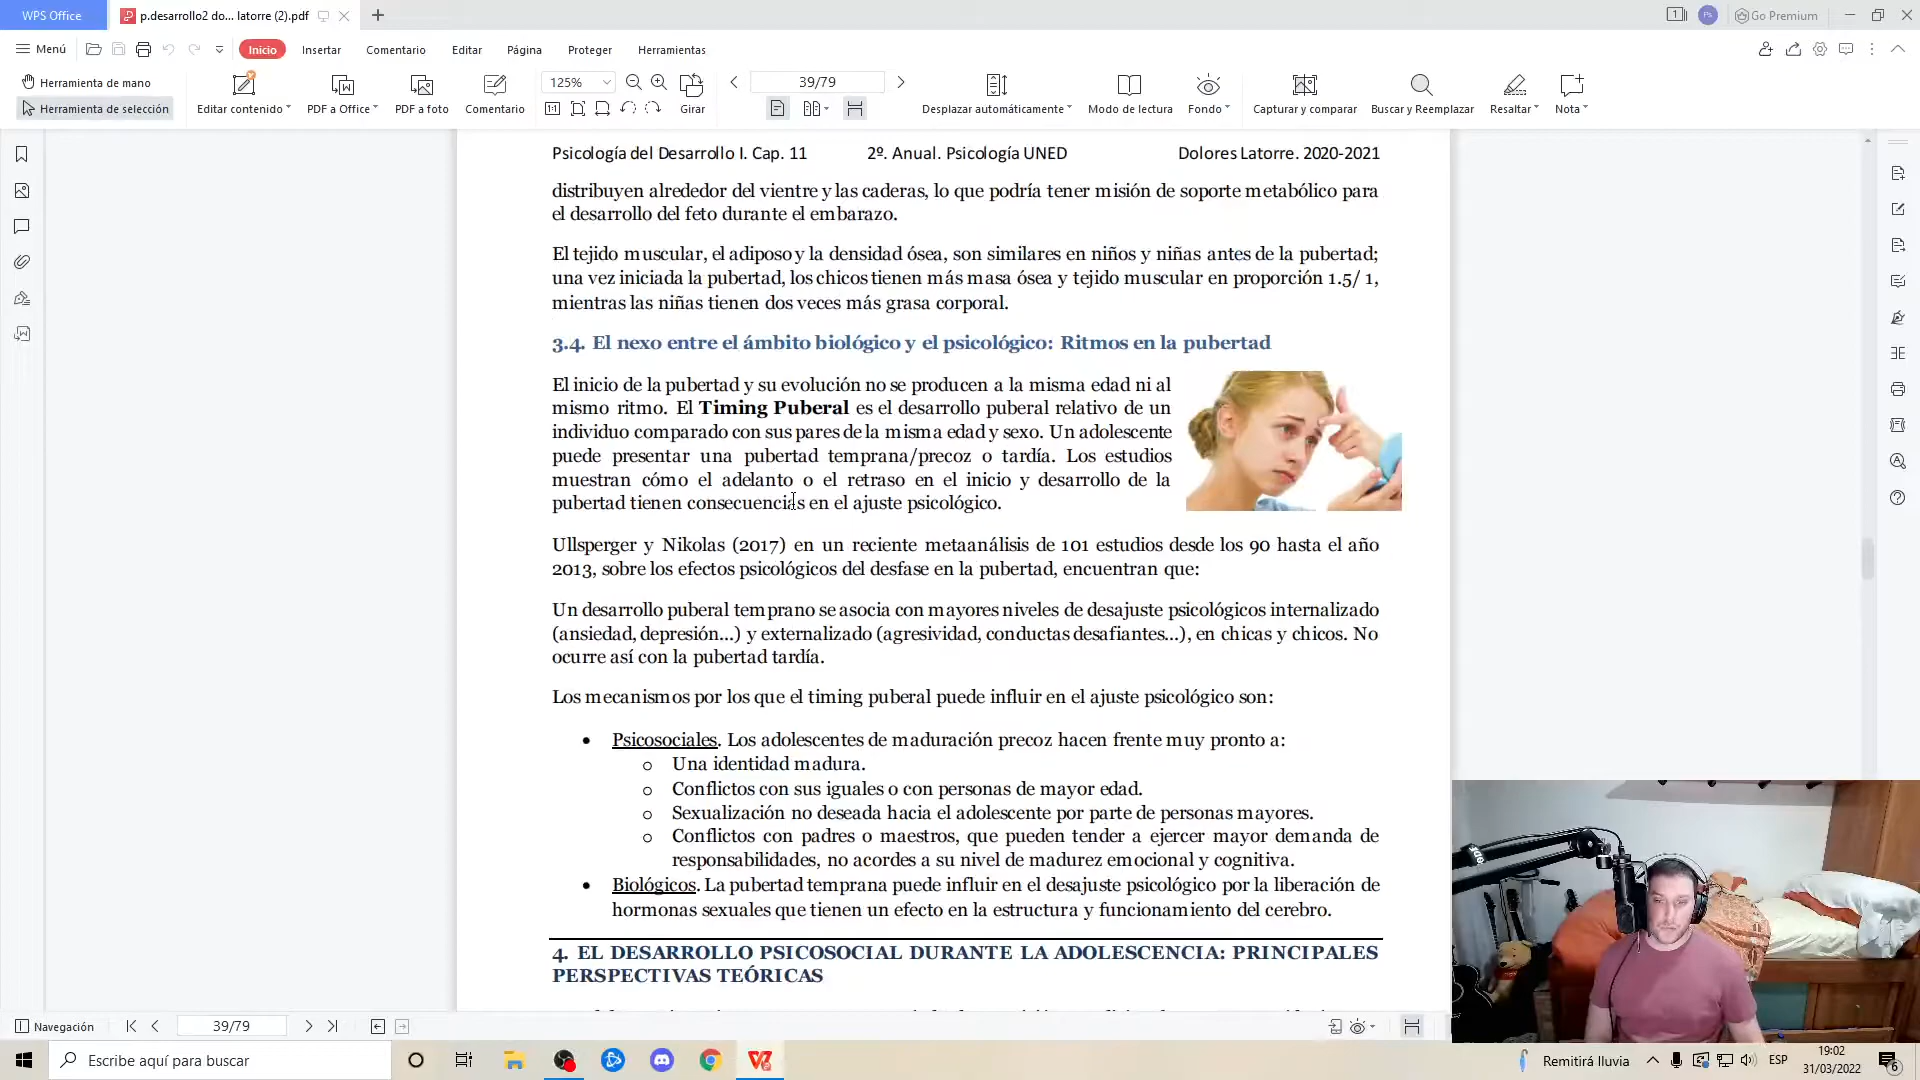 WPS Office
p.desarrollo2 do... latorre (2).pdf
1
Ps
Go Premium
Menú
Inicio
Insertar
Comentario
Editar
Página
Proteger
Herramientas
Herramienta de mano
Herramienta de selección
Editar contenido
PDF a Office
PDF a foto
Comentario
125%
Girar
39/79
Desplazar automáticamente
Modo de lectura
Fondo
Capturar y comparar
Buscar y Reemplazar
Resaltar
Nota
Psicología del Desarrollo I. Cap. 11 2º. Anual. Psicología UNED Dolores Latorre. 2020-2021
distribuyen alrededor del vientre y las caderas, lo que podría tener misión de soporte metabólico para
el desarrollo del feto durante el embarazo.
El tejido muscular, el adiposo y la densidad ósea, son similares en niños y niñas antes de la pubertad;
una vez iniciada la pubertad, los chicos tienen más masa ósea y tejido muscular en proporción 1.5/ 1,
mientras las niñas tienen dos veces más grasa corporal.
3.4. El nexo entre el ámbito biológico y el psicológico: Ritmos en la pubertad
El inicio de la pubertad y su evolución no se producen a la misma edad ni al
mismo ritmo. El Timing Puberal es el desarrollo puberal relativo de un
individuo comparado con sus pares de la misma edad y sexo. Un adolescente
puede presentar una pubertad temprana/precoz o tardía. Los estudios
muestran cómo el adelanto o el retraso en el inicio y desarrollo de la
pubertad tienen consecuencias en el ajuste psicológico.
Ullsperger y Nikolas (2017) en un reciente metaanálisis de 101 estudios desde los 90 hasta el año
2013, sobre los efectos psicológicos del desfase en la pubertad, encuentran que:
Un desarrollo puberal temprano se asocia con mayores niveles de desajuste psicológicos internalizado
(ansiedad, depresión...) y externalizado (agresividad, conductas desafiantes...), en chicas y chicos. No
ocurre así con la pubertad tardía.
Los mecanismos por los que el timing puberal puede influir en el ajuste psicológico son:
• Psicosociales. Los adolescentes de maduración precoz hacen frente muy pronto a:
o Una identidad madura.
o Conflictos con sus iguales o con personas de mayor edad.
o Sexualización no deseada hacia el adolescente por parte de personas mayores.
o Conflictos con padres o maestros, que pueden tender a ejercer mayor demanda de
responsabilidades, no acordes a su nivel de madurez emocional y cognitiva.
• Biológicos. La pubertad temprana puede influir en el desajuste psicológico por la liberación de
hormonas sexuales que tienen un efecto en la estructura y funcionamiento del cerebro.
4. EL DESARROLLO PSICOSOCIAL DURANTE LA ADOLESCENCIA: PRINCIPALES
PERSPECTIVAS TEÓRICAS
Navegación
39/79
Escribe aquí para buscar
Remitirá lluvia
ESP
19:02
31/03/2022
6